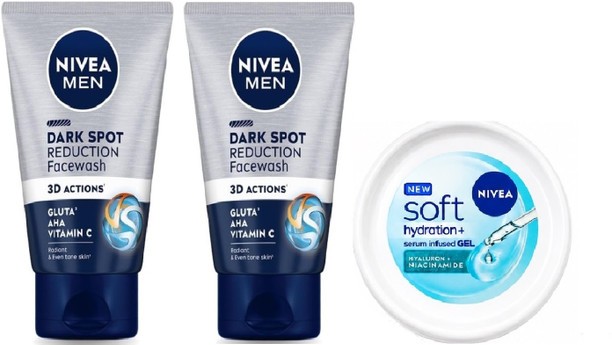 NIVEA
MEN
DARK SPOT
REDUCTION
Facewash
3D ACTIONS*
GLUTA*
AHA
VITAMIN C
Radiant
& Even tone skin*
NIVEA
MEN
DARK SPOT
REDUCTION
Facewash
3D ACTIONS*
GLUTA*
AHA
VITAMIN C
Radiant
& Even tone skin*
NEW
NIVEA
soft
hydration+
serum infused GEL
HYALURON +
NIACINAMIDE